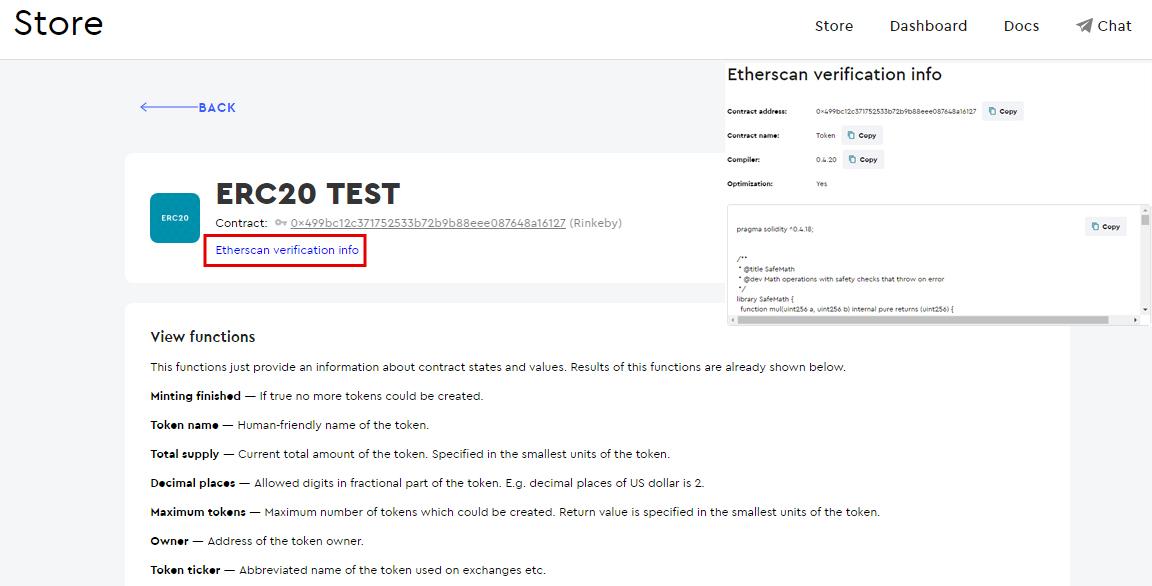 Store
Store Dashboard Docs Chat
BACK
ERC20
ERC20 TEST
Contract: 0x499bc12c371752533b72b9b88eee087648a16127 (Rinkeby)
Etherscan verification info
Etherscan verification info
Contract address: 0x499bc12c371752533b72b9b88eee087648a16127 Copy
Contract name: Token Copy
Compiler: 0.4.20 Copy
Optimization: Yes
Copy
pragma solidity ^0.4.18;
/**
* @title SafeMath
* @dev Math operations with safety checks that throw on error
*/
library SafeMath {
function mul(uint256 a, uint256 b) internal pure returns (uint256) {
View functions
This functions just provide an information about contract states and values. Results of this functions are already shown below.
Minting finished — If true no more tokens could be created.
Token name — Human-friendly name of the token.
Total supply — Current total amount of the token. Specified in the smallest units of the token.
Decimal places — Allowed digits in fractional part of the token. E.g. decimal places of US dollar is 2.
Maximum tokens — Maximum number of tokens which could be created. Return value is specified in the smallest units of the token.
Owner — Address of the token owner.
Token ticker — Abbreviated name of the token used on exchanges etc.